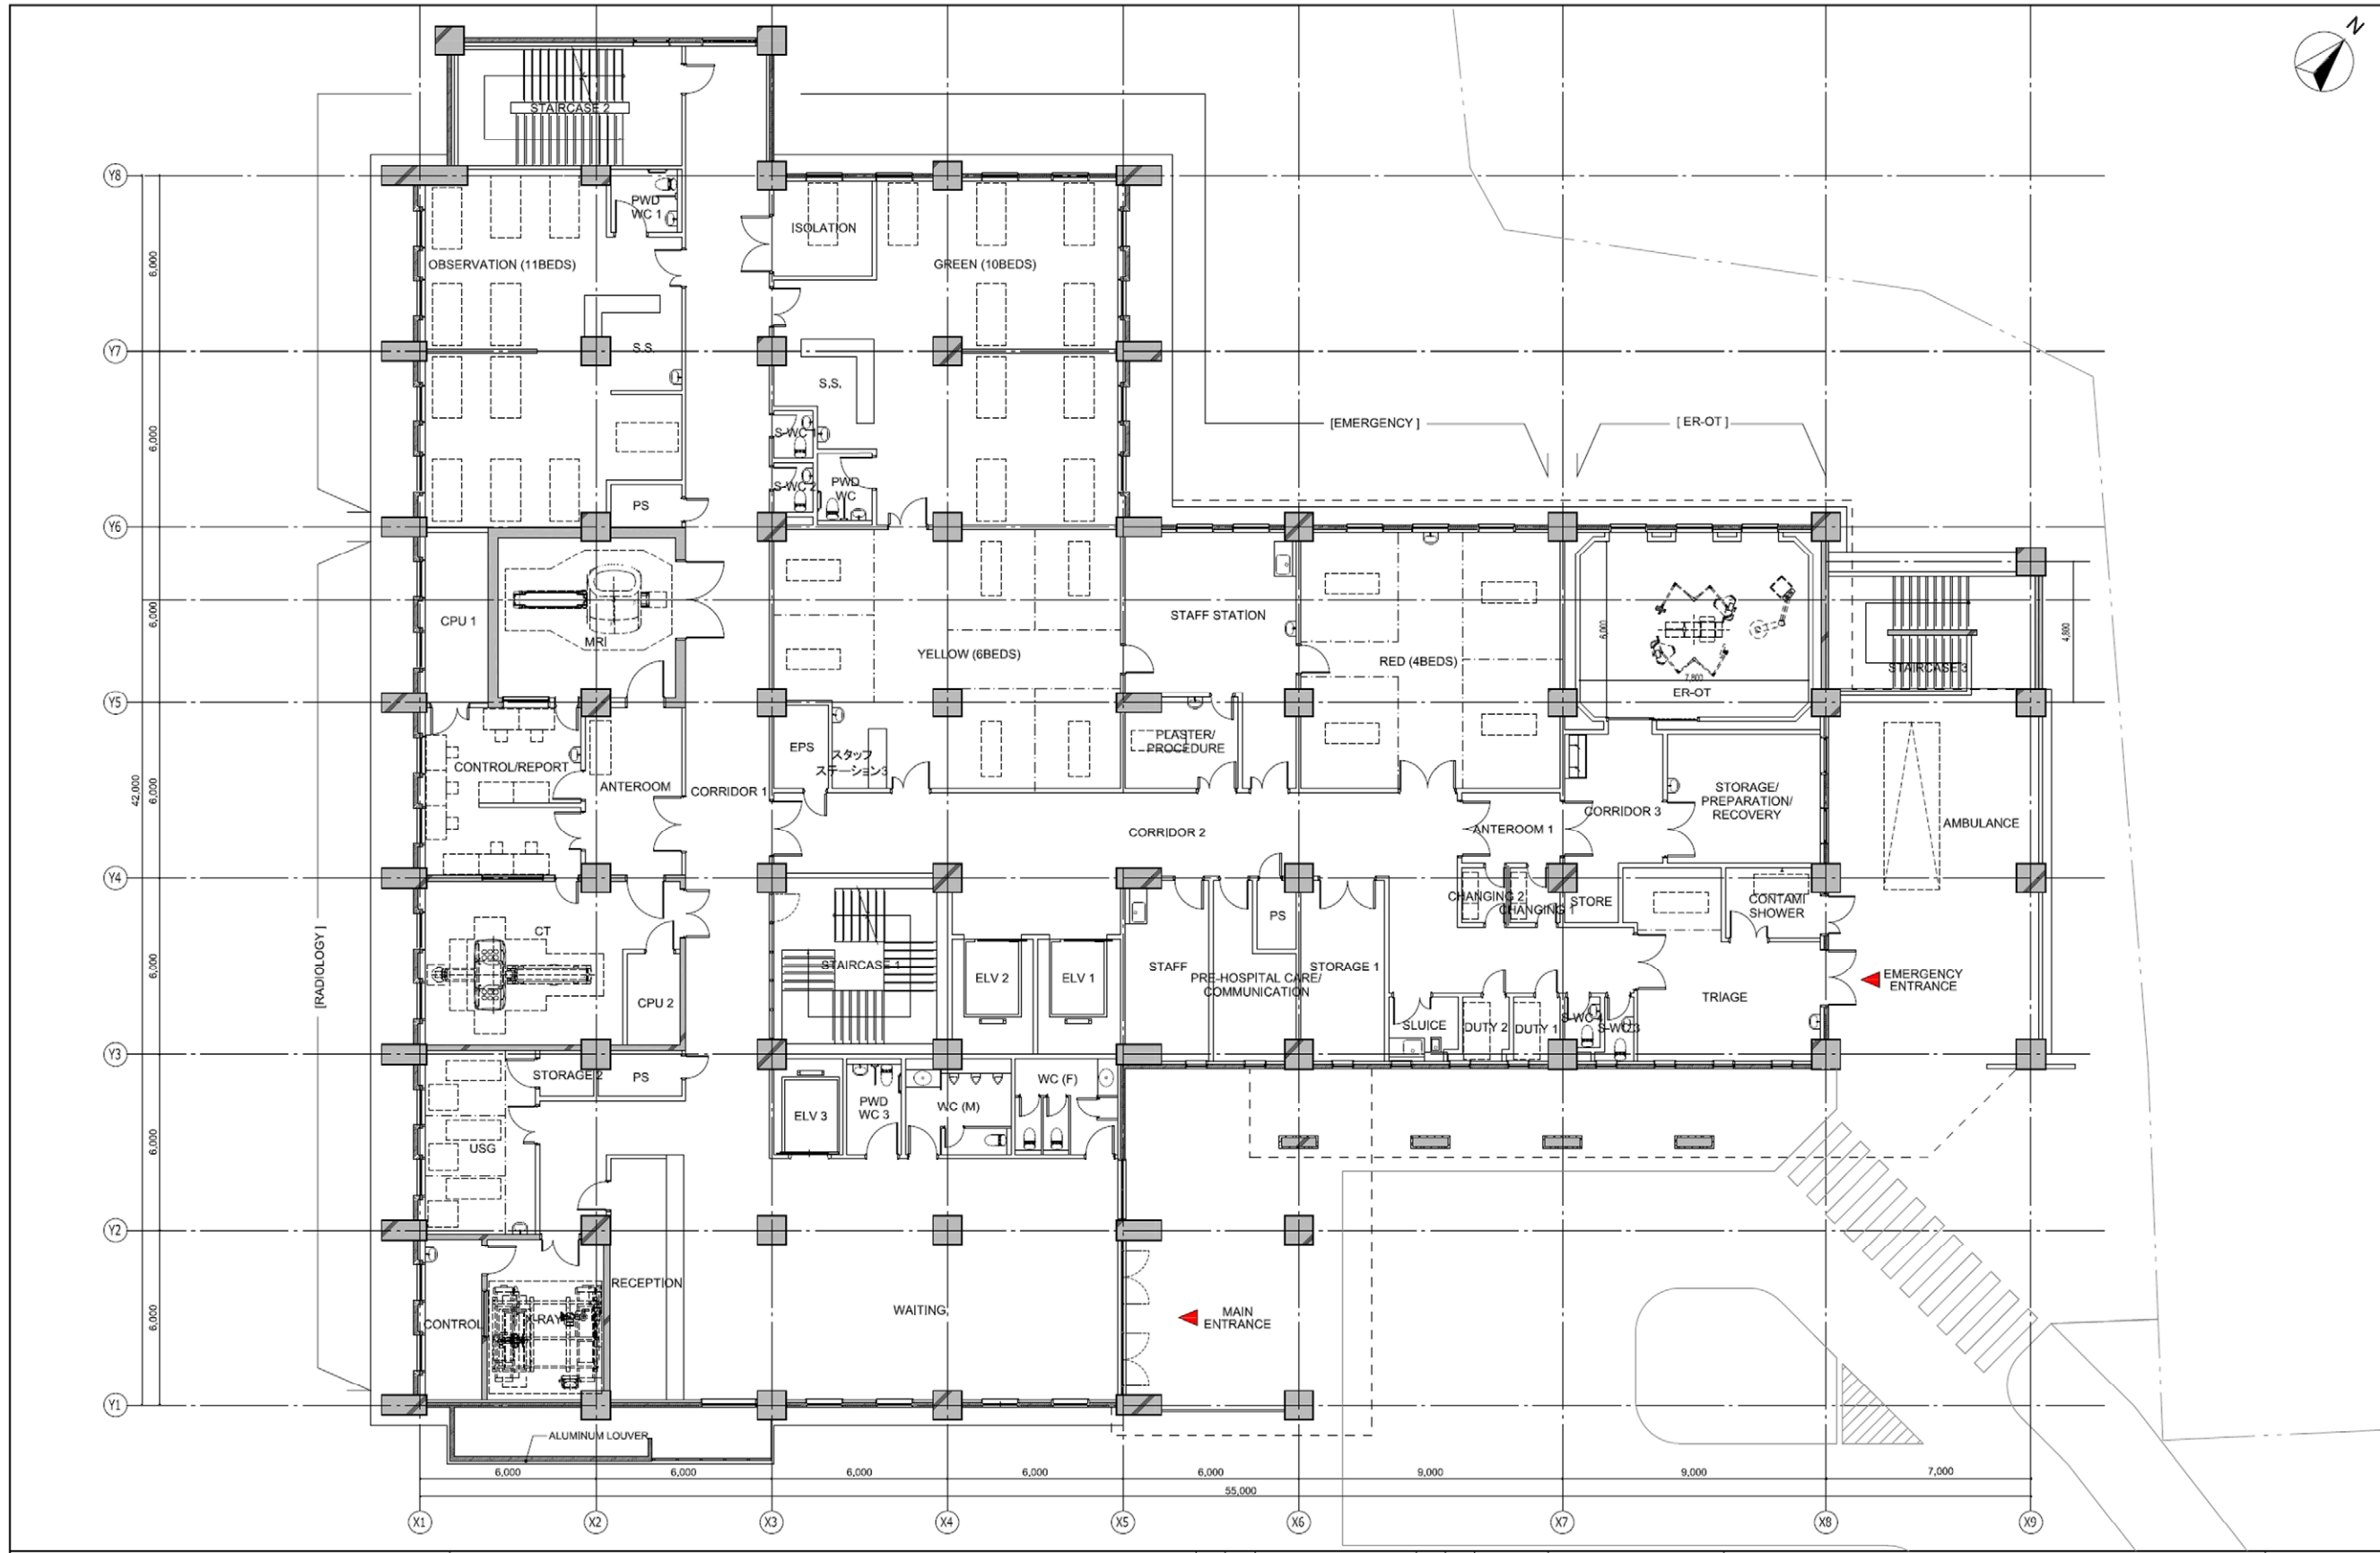 N
STAIRCASE 2
Y8
PWD
WC 1
ISOLATION
OBSERVATION (11BEDS)
GREEN (10BEDS)
6,000
Y7
S.S.
S.S.
[EMERGENCY ]
[ ER-OT ]
6,000
S-WC 1
S-WC 2
PWD
WC
PS
Y6
CPU 1
MRI
6,000
STAFF STATION
YELLOW (6BEDS)
RED (4BEDS)
6,000
7,800
ER-OT
STAIRCASE 3
4,800
Y5
CONTROL/REPORT
ANTEROOM
CORRIDOR 1
EPS
スタッフ
ステーション3
PLASTER/
PROCEDURE
STORAGE/
PREPARATION/
RECOVERY
42,000
6,000
CORRIDOR 2
ANTEROOM 1
CORRIDOR 3
AMBULANCE
Y4
CHANGING 2
CHANGING 1
STORE
CONTAMI
SHOWER
PS
CT
[RADIOLOGY ]
6,000
STAIRCASE 1
ELV 2
ELV 1
STAFF
PRE-HOSPITAL CARE/
COMMUNICATION
STORAGE 1
EMERGENCY
ENTRANCE
CPU 2
TRIAGE
SLUICE
DUTY 2
DUTY 1
S-WC 4
S-WC 3
Y3
STORAGE 2
PS
WC (F)
ELV 3
PWD
WC 3
WC (M)
6,000
USG
Y2
RECEPTION
6,000
CONTROL
X-RAY
WAITING
MAIN
ENTRANCE
Y1
ALUMINUM LOUVER
6,000
6,000
6,000
6,000
6,000
9,000
9,000
7,000
55,000
X1
X2
X3
X4
X5
X6
X7
X8
X9